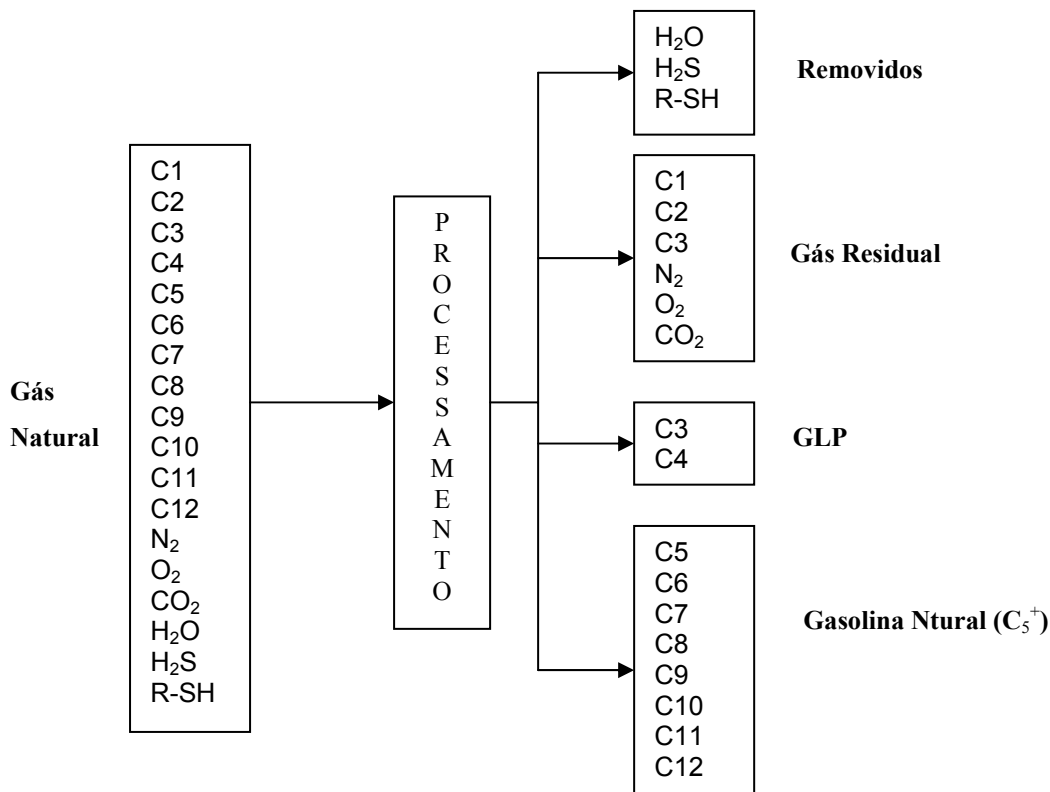 Gás
Natural
C1
C2
C3
C4
C5
C6
C7
C8
C9
C10
C11
C12
N₂
O₂
CO₂
H₂O
H₂S
R-SH
P
R
O
C
E
S
S
A
M
E
N
T
O
H₂O
H₂S
R-SH
Removidos
C1
C2
C3
N₂
O₂
CO₂
Gás Residual
C3
C4
GLP
C5
C6
C7
C8
C9
C10
C11
C12
Gasolina Ntural (C₅⁺)